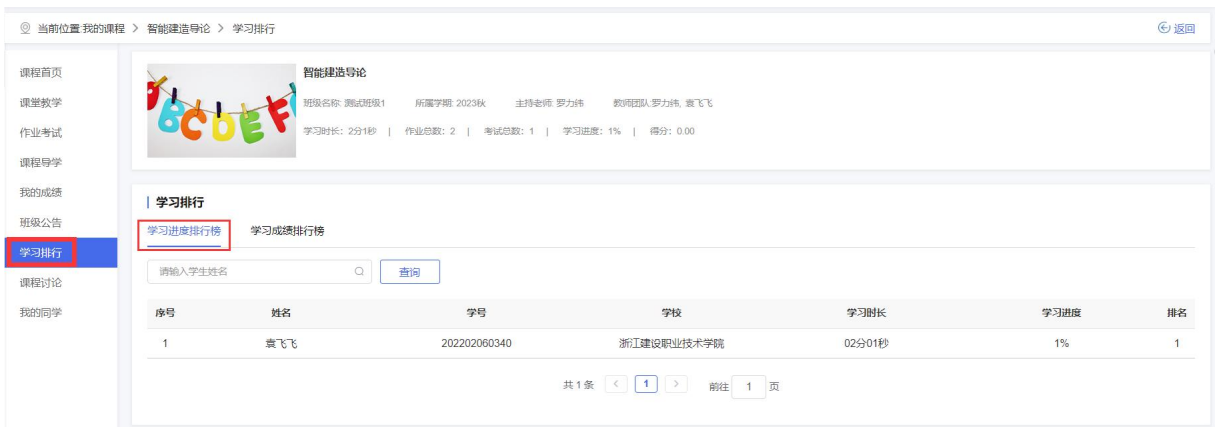 当前位置:我的课程 > 智能建造导论 > 学习排行
返回
课程首页
课堂教学
作业考试
课程导学
我的成绩
班级公告
学习排行
课程讨论
我的同学
ABCDEF
智能建造导论
班级名称: 测试班级1 所属学期: 2023秋 主持老师: 罗力纬 教师团队: 罗力纬, 袁飞飞
学习时长：2分1秒 | 作业总数：2 | 考试总数：1 | 学习进度：1% | 得分：0.00
学习排行
学习进度排行榜 学习成绩排行榜
请输入学生姓名 查询
序号 姓名 学号 学校 学习时长 学习进度 排名
1 袁飞飞 202202060340 浙江建设职业技术学院 02分01秒 1% 1
共 1 条 < 1 > 前往 1 页